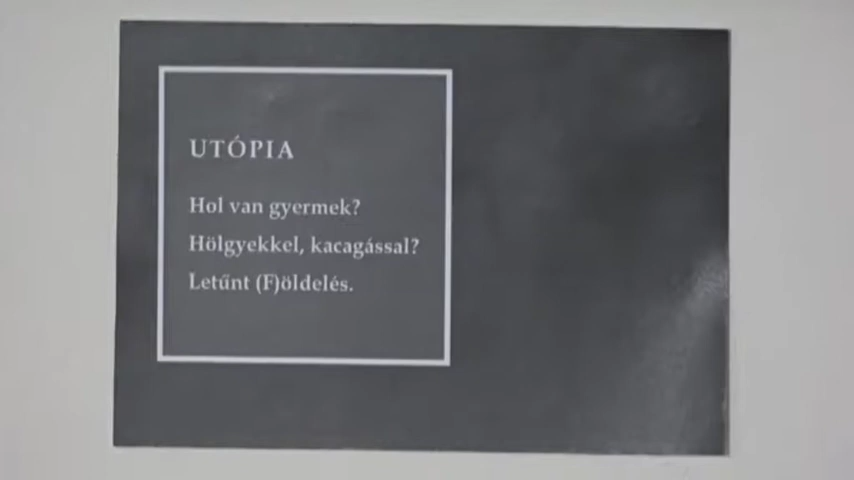 UTÓPIA
Hol van gyermek?
Hölgyekkel, kacagással?
Letűnt (F)öldelés.